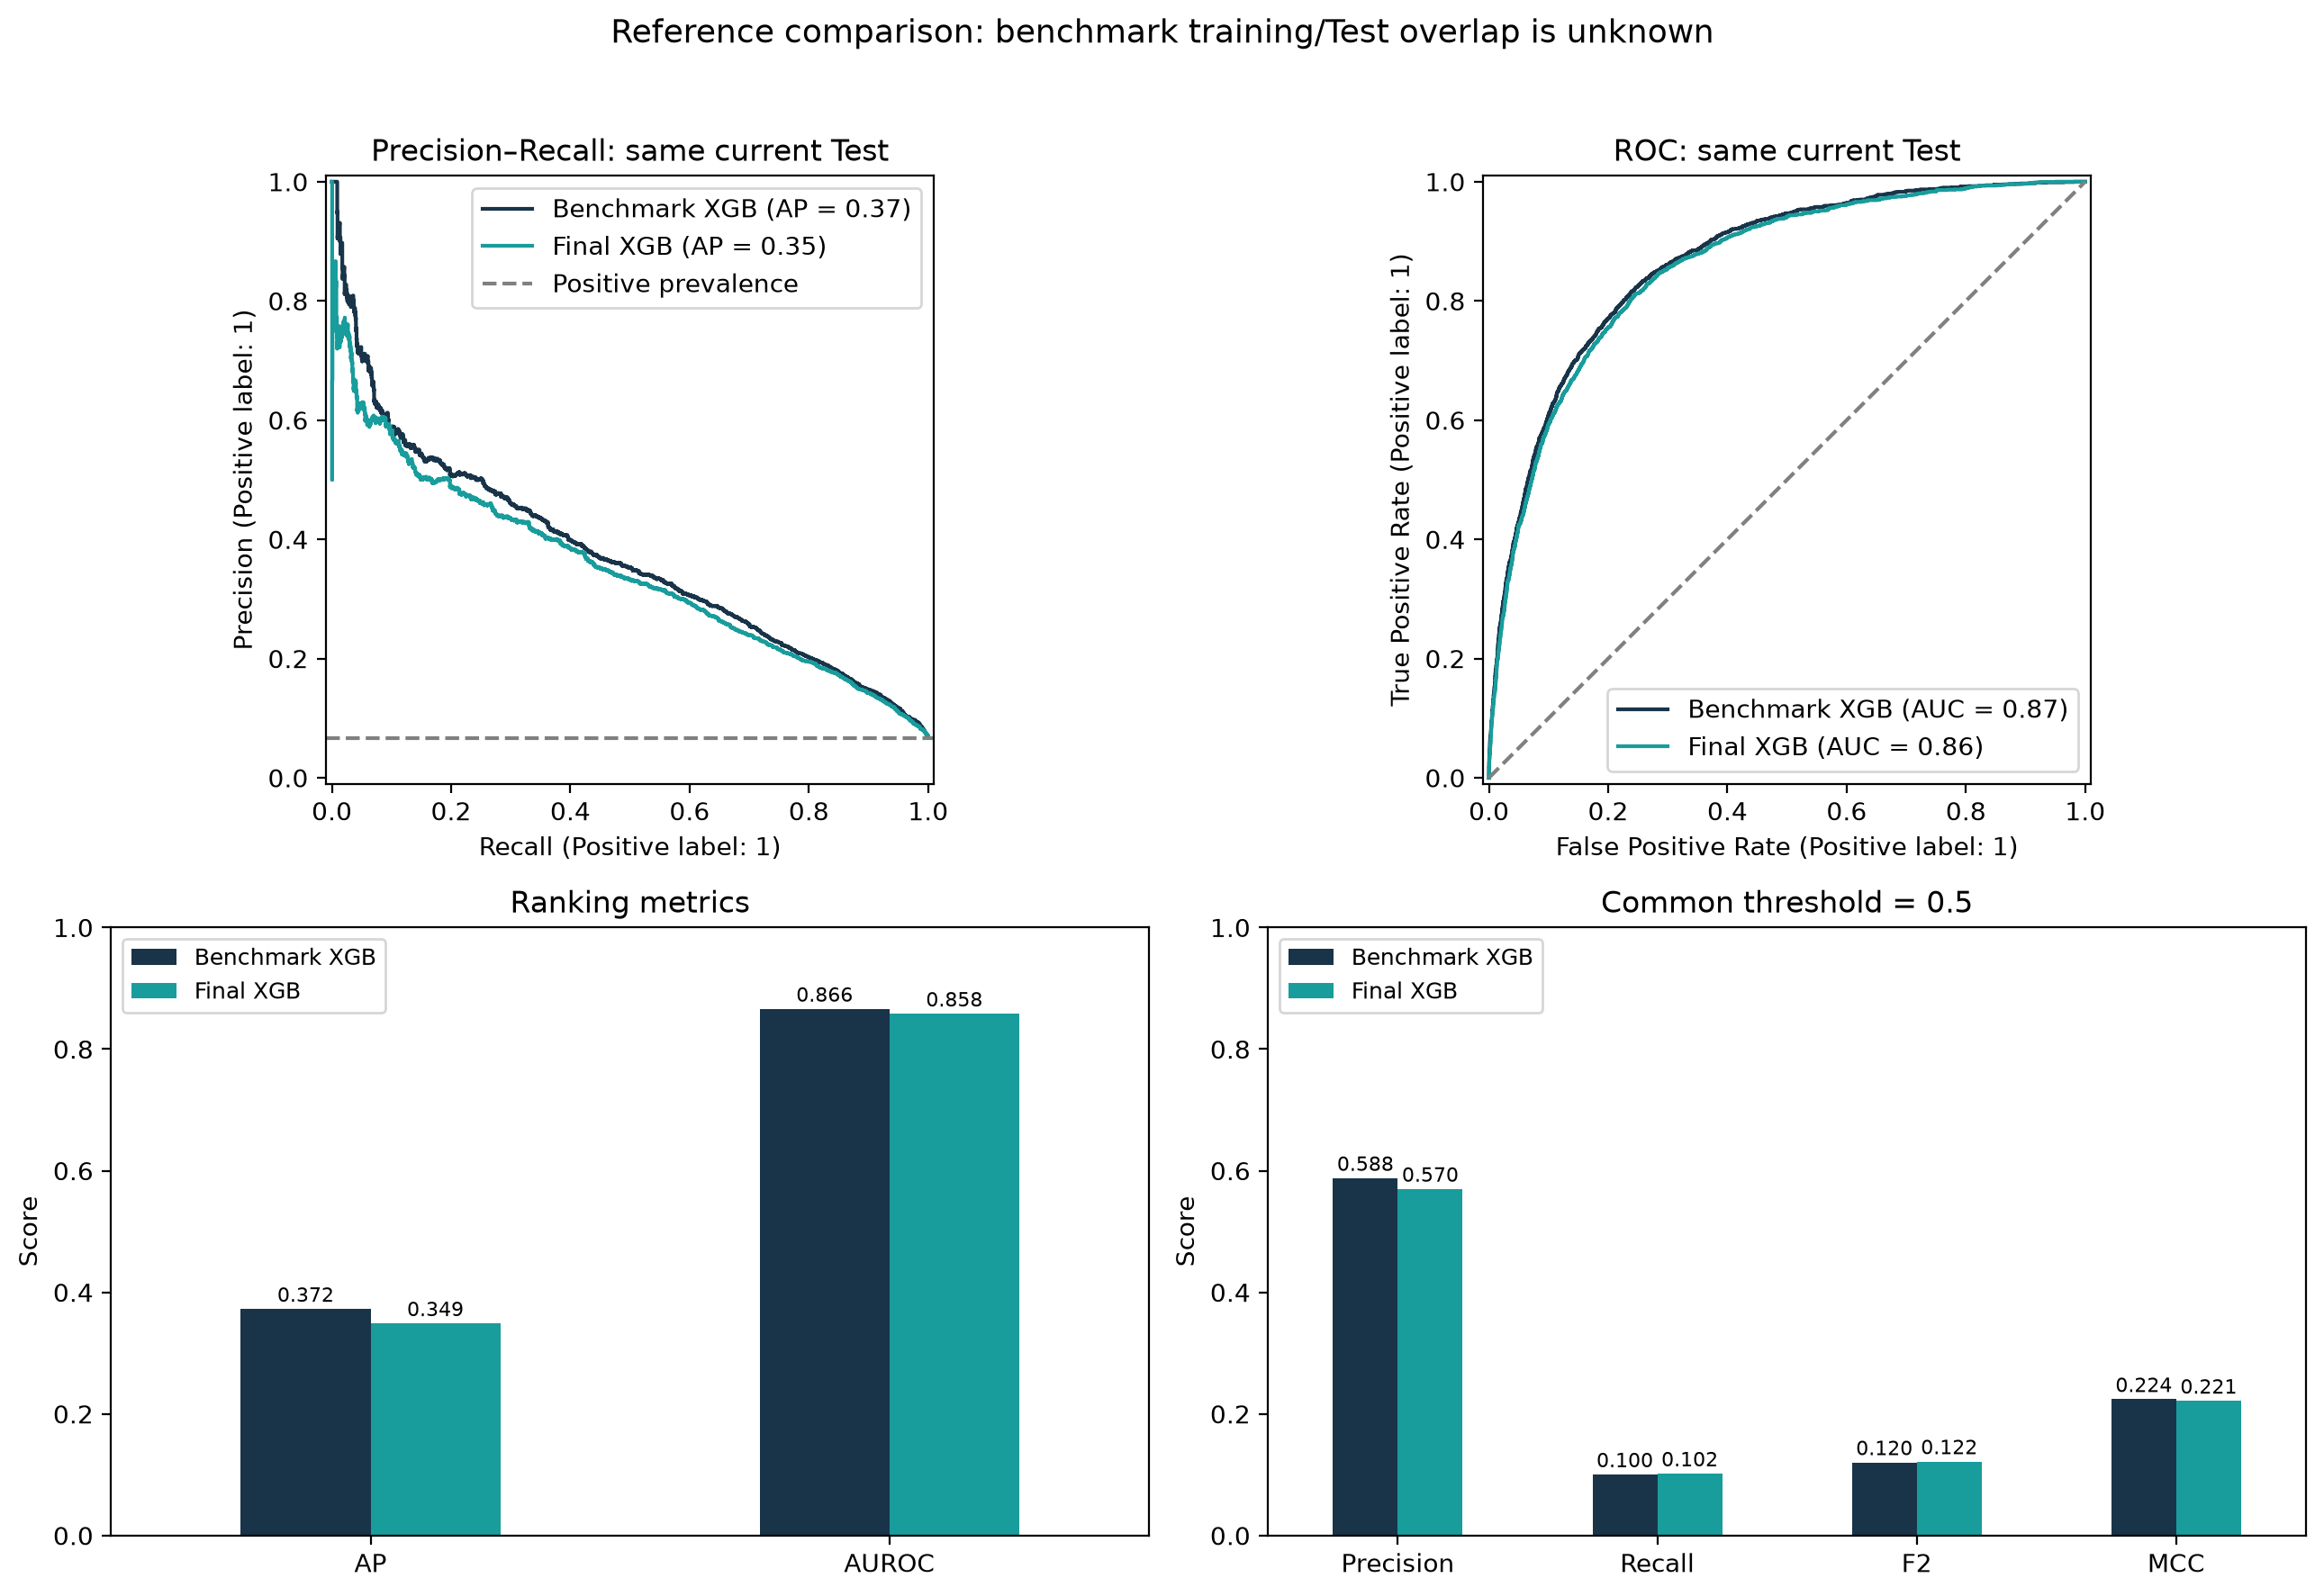 Reference comparison: benchmark training/Test overlap is unknown
Precision–Recall: same current Test
1.0
0.8
0.6
0.4
0.2
0.0
Precision (Positive label: 1)
Benchmark XGB (AP = 0.37)
Final XGB (AP = 0.35)
Positive prevalence
0.0 0.2 0.4 0.6 0.8 1.0
Recall (Positive label: 1)
ROC: same current Test
1.0
0.8
0.6
0.4
0.2
0.0
True Positive Rate (Positive label: 1)
Benchmark XGB (AUC = 0.87)
Final XGB (AUC = 0.86)
0.0 0.2 0.4 0.6 0.8 1.0
False Positive Rate (Positive label: 1)
Ranking metrics
1.0
0.8
0.6
0.4
0.2
0.0
Score
Benchmark XGB
Final XGB
0.372 0.349
0.866 0.858
AP AUROC
Common threshold = 0.5
1.0
0.8
0.6
0.4
0.2
0.0
Score
Benchmark XGB
Final XGB
0.588 0.570
0.100 0.102
0.120 0.122
0.224 0.221
Precision Recall F2 MCC